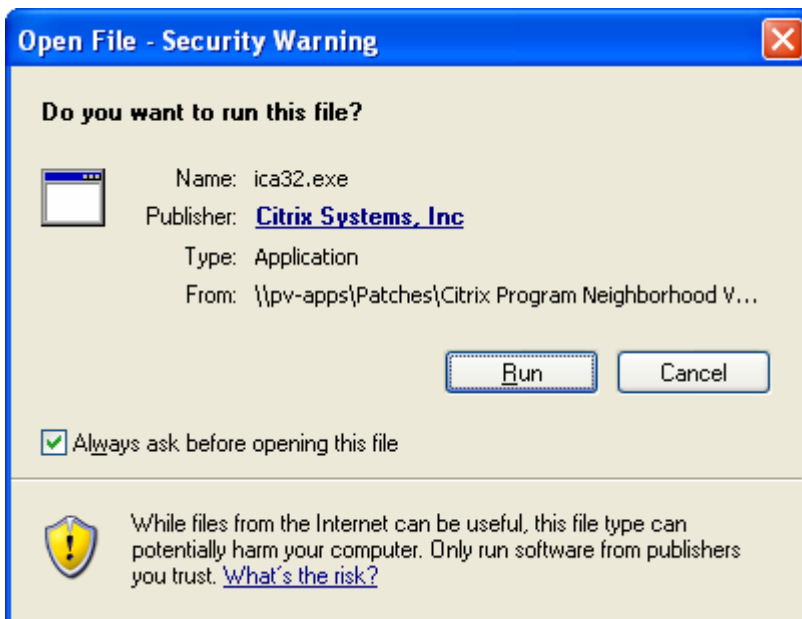 Open File - Security Warning
Do you want to run this file?
Name: ica32.exe
Publisher: Citrix Systems, Inc
Type: Application
From: \\pv-apps\Patches\Citrix Program Neighborhood V...
Run Cancel
Always ask before opening this file
While files from the Internet can be useful, this file type can
potentially harm your computer. Only run software from publishers
you trust. What's the risk?